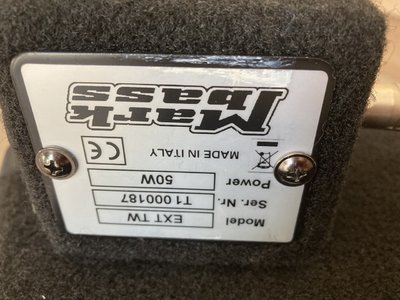 Mark
bass
MADE IN ITALY
CE
Power 50W
Ser. Nr. T1 000187
Model EXT TW